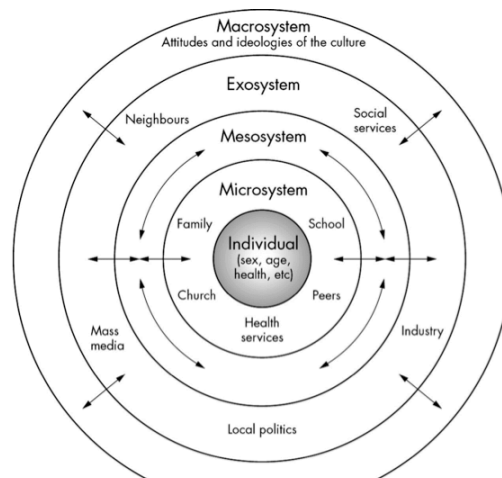 Macrosystem
Attitudes and ideologies of the culture
Exosystem
Neighbours
Social
services
Mesosystem
Microsystem
Family
School
Individual
(sex, age,
health, etc)
Church
Peers
Health
services
Mass
media
Industry
Local politics